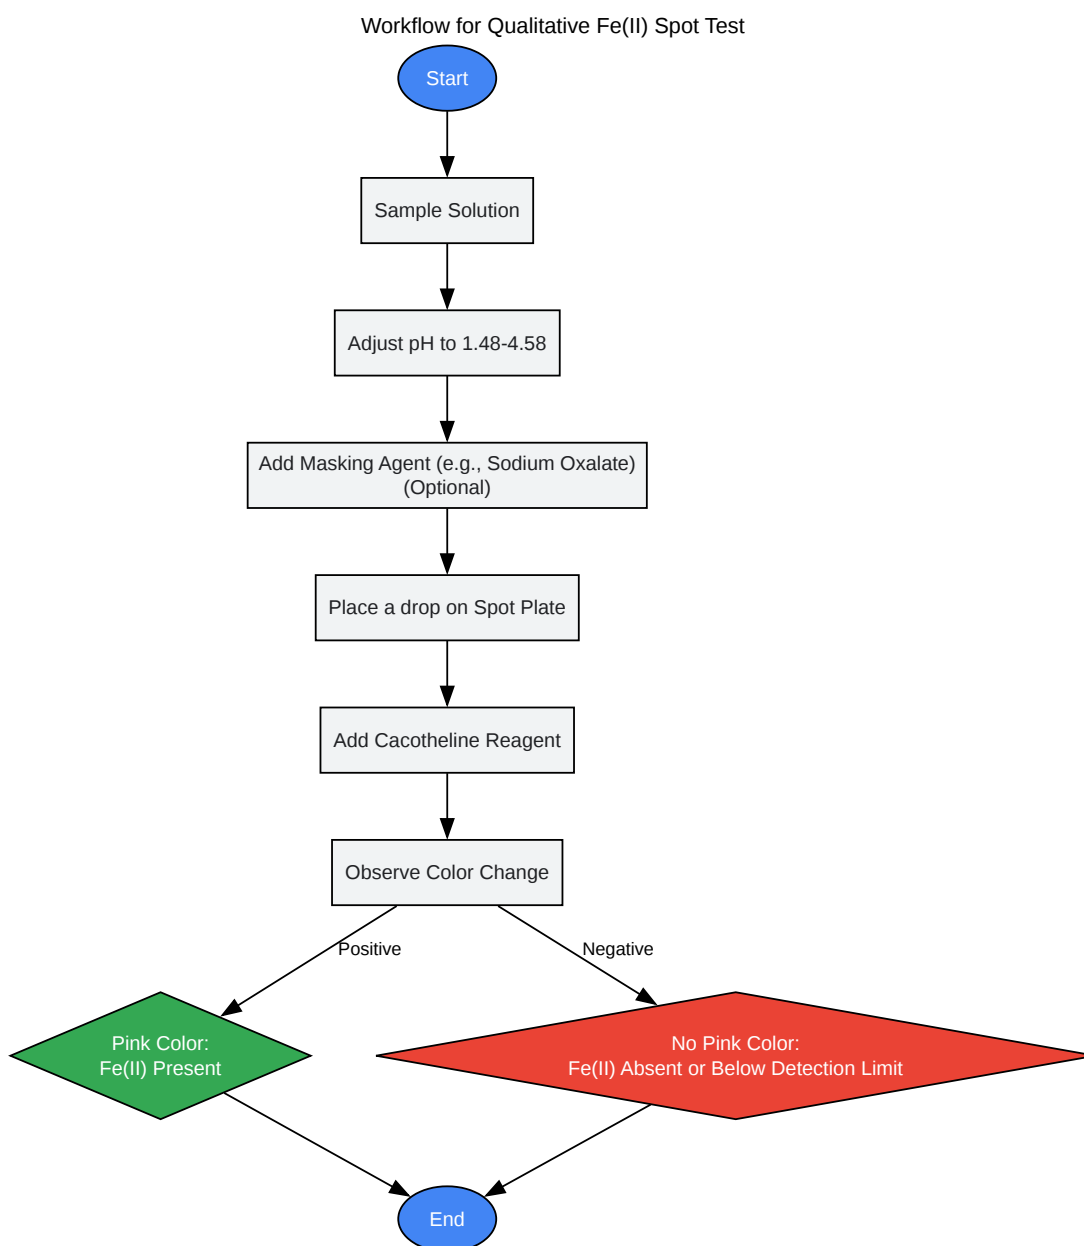 Workflow for Qualitative Fe(II) Spot Test
Start
Sample Solution
Adjust pH to 1.48-4.58
Add Masking Agent (e.g., Sodium Oxalate)
(Optional)
Place a drop on Spot Plate
Add Cacotheline Reagent
Observe Color Change
Positive
Negative
Pink Color:
Fe(II) Present
No Pink Color:
Fe(II) Absent or Below Detection Limit
End